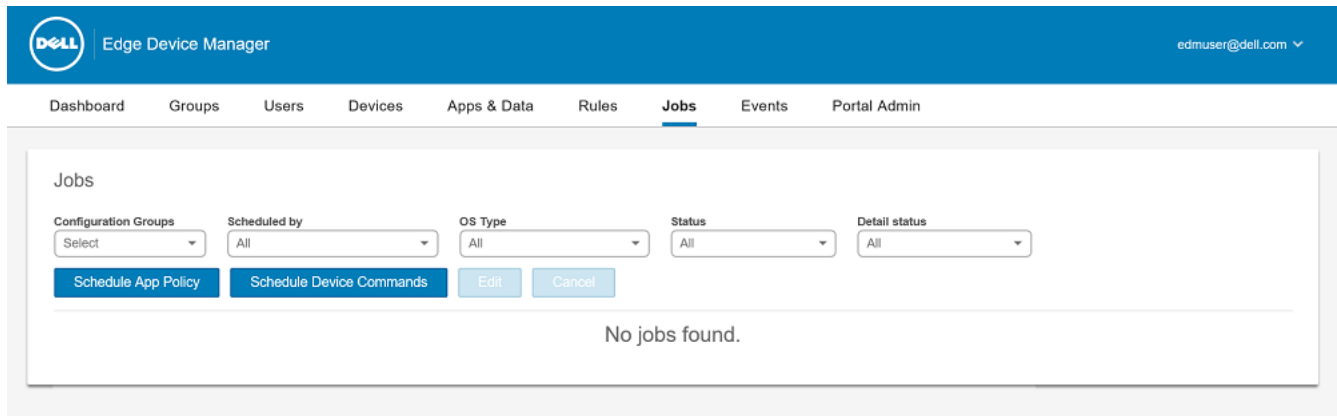 DELL Edge Device Manager edmuser@dell.com
Dashboard Groups Users Devices Apps & Data Rules Jobs Events Portal Admin
Jobs
Configuration Groups Scheduled by OS Type Status Detail status
Select All All All All
Schedule App Policy Schedule Device Commands Edit Cancel
No jobs found.